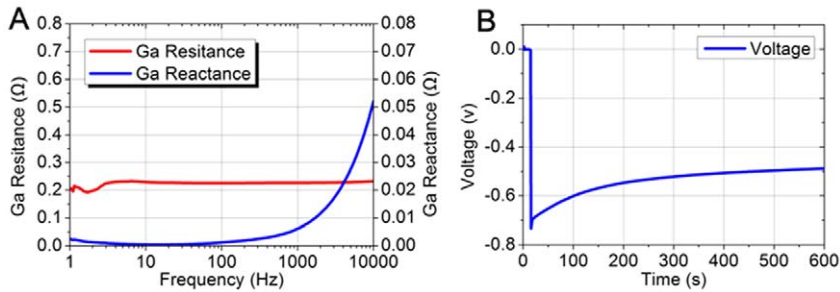 A
0.8
0.7
0.6
0.5
0.4
0.3
0.2
0.1
0.0
Ga Resitance (Ω)
Ga Resitance
Ga Reactance
0.08
0.07
0.06
0.05
0.04
0.03
0.02
0.01
0.00
Ga Reactance (Ω)
1 10 100 1000 10000
Frequency (Hz)
B
0.0
-0.2
-0.4
-0.6
-0.8
Voltage (v)
Voltage
0 100 200 300 400 500 600
Time (s)